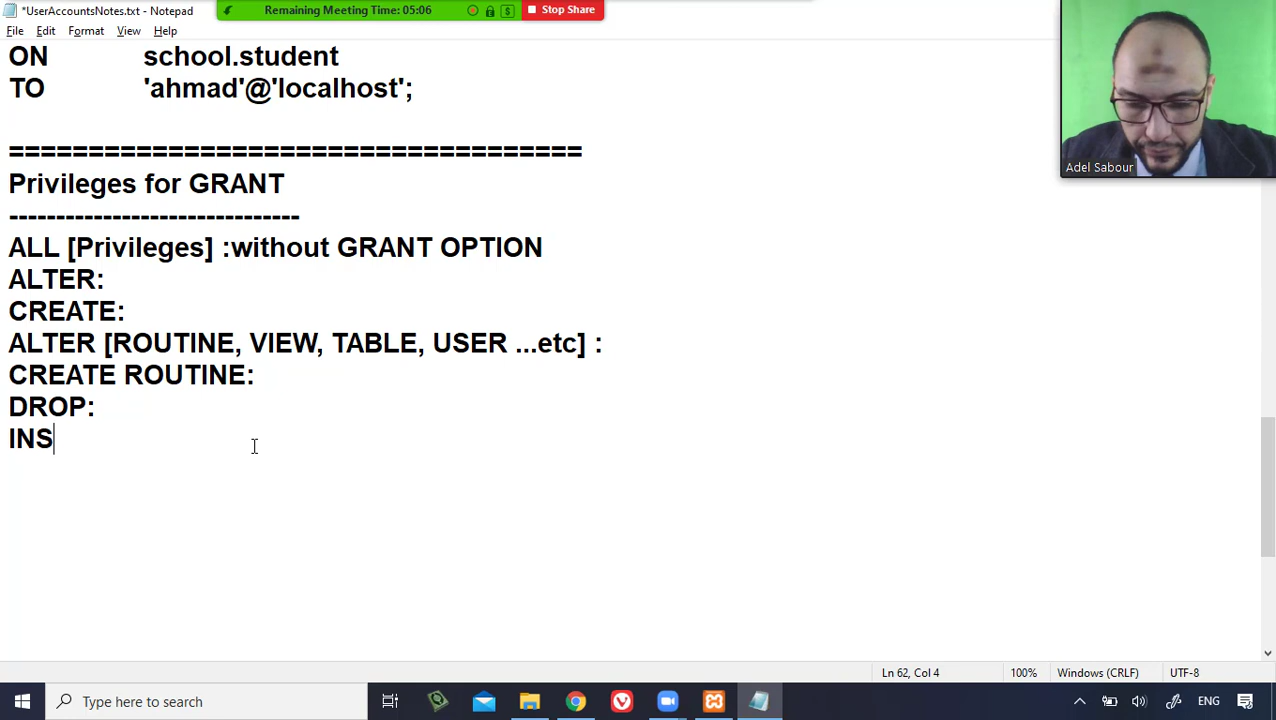 *UserAccountsNotes.txt - Notepad
Remaining Meeting Time: 05:06
Stop Share
File Edit Format View Help
ON school.student
TO 'ahmad'@'localhost';
====================================
Privileges for GRANT
------------------------------
ALL [Privileges] :without GRANT OPTION
ALTER:
CREATE:
ALTER [ROUTINE, VIEW, TABLE, USER ...etc] :
CREATE ROUTINE:
DROP:
INS
Adel Sabour
Ln 62, Col 4 100% Windows (CRLF) UTF-8
Type here to search
ENG